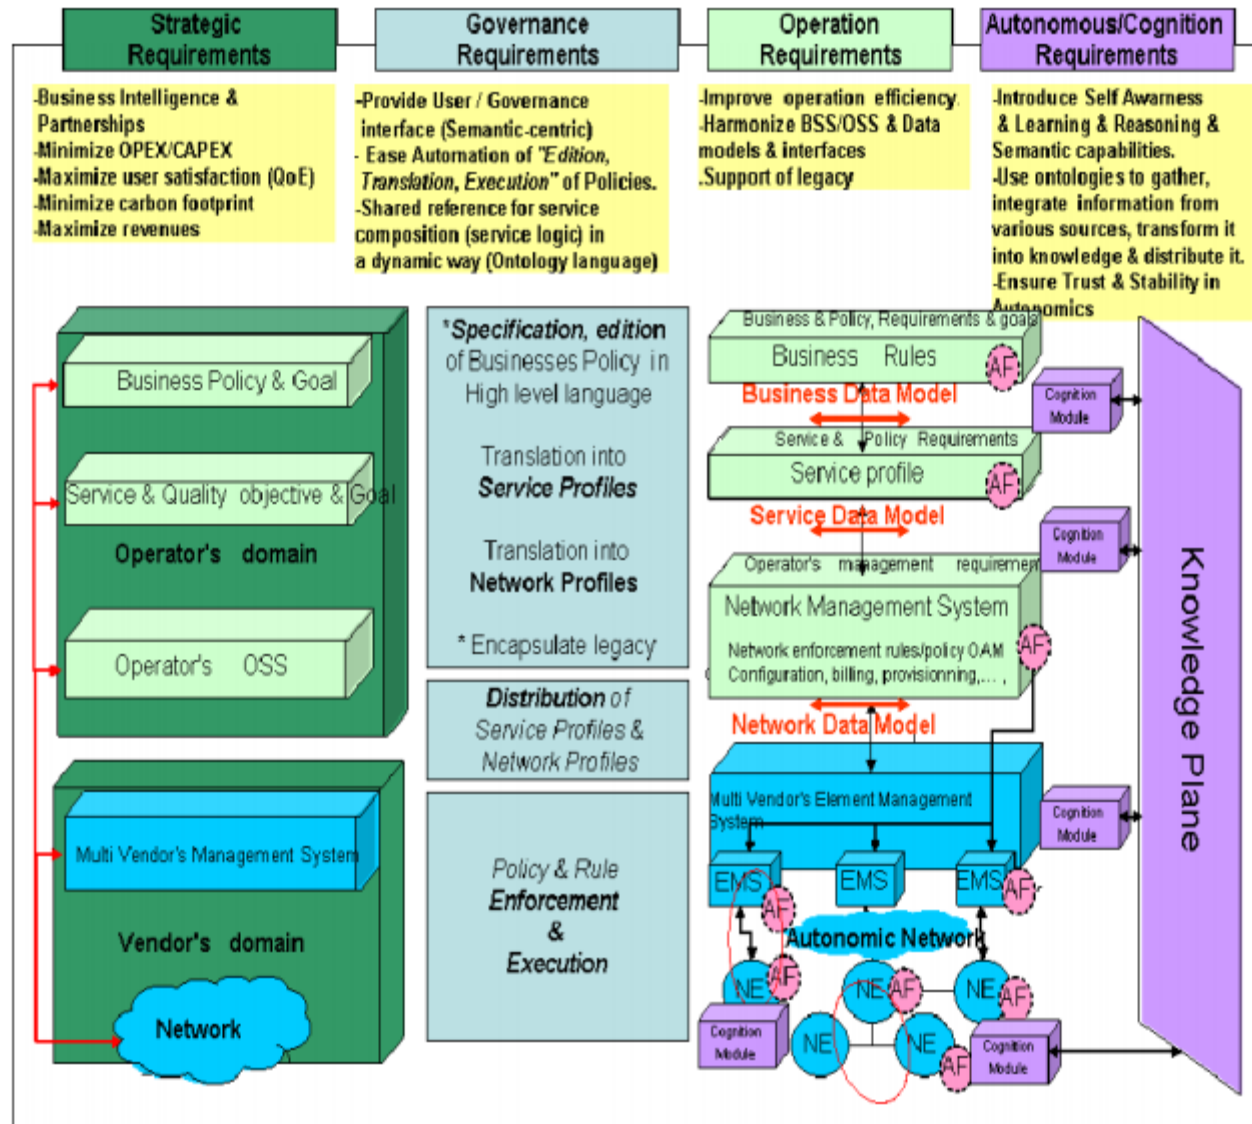 Strategic
Requirements
Governance
Requirements
Operation
Requirements
Autonomous/Cognition
Requirements
-Business Intelligence &
Partnerships
-Minimize OPEX/CAPEX
-Maximize user satisfaction (QoE)
-Minimize carbon footprint
-Maximize revenues
-Provide User / Governance
interface (Semantic-centric)
- Ease Automation of "Edition,
Translation, Execution" of Policies.
-Shared reference for service
composition (service logic) in
a dynamic way (Ontology language)
-Improve operation efficiency.
-Harmonize BSS/OSS & Data
models & interfaces
.Support of legacy
-Introduce Self Awarness
& Learning & Reasoning &
Semantic capabilities.
-Use ontologies to gather,
integrate information from
various sources, transform it
into knowledge & distribute it.
-Ensure Trust & Stability in
Autonomics
Business Policy & Goal
Service & Quality objective & Goal
Operator's domain
Operator's OSS
Multi Vendor's Management System
Vendor's domain
Network
*Specification, edition
of Businesses Policy in
High level language
Translation into
Service Profiles
Translation into
Network Profiles
* Encapsulate legacy
Distribution of
Service Profiles &
Network Profiles
Policy & Rule
Enforcement
&
Execution
Business & Policy, Requirements & goals
Business Rules
AF
Business Data Model
Service & Policy Requirements
Service profile
AF
Service Data Model
Operator's management requirement
Network Management System
Network enforcement rules/policy OAM
Configuration, billing, provisionning,... ,
AF
Network Data Model
Multi Vendor's Element Management
System
EMS
EMS
EMS
AF
AF
Autonomic Network
NE
AF
NE
AF
NE
AF
NE
NE
AF
Cognition
Module
Cognition
Module
Cognition
Module
Cognition
Module
Cognition
Module
Knowledge Plane